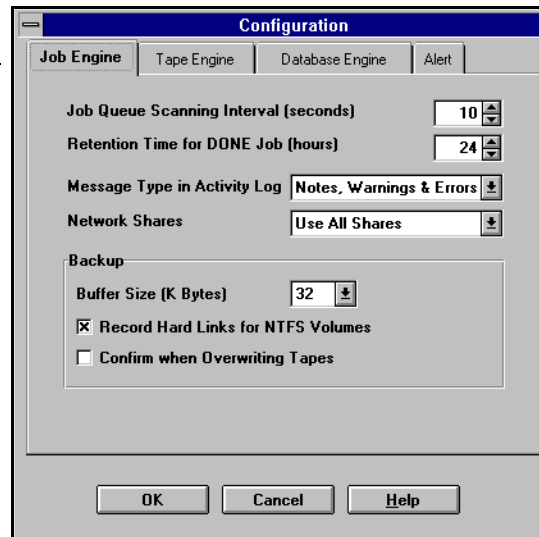 Configuration
Job Engine Tape Engine Database Engine Alert
Job Queue Scanning Interval (seconds) 10
Retention Time for DONE Job (hours) 24
Message Type in Activity Log Notes, Warnings & Errors
Network Shares Use All Shares
Backup
Buffer Size (K Bytes) 32
Record Hard Links for NTFS Volumes
Confirm when Overwriting Tapes
OK Cancel Help